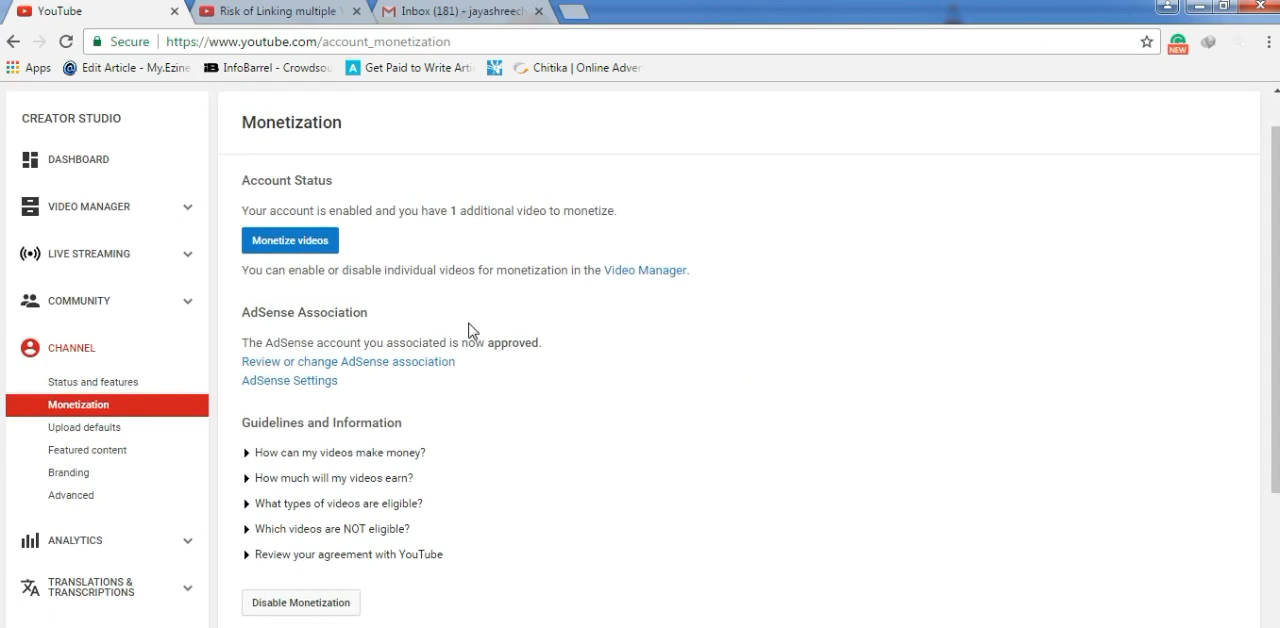 YouTube
Risk of Linking multiple
Inbox (181) - jayashreech
Secure https://www.youtube.com/account_monetization
NEW
Apps Edit Article - My.Ezine InfoBarrel - Crowdsou Get Paid to Write Arti Chitika | Online Adver
CREATOR STUDIO
DASHBOARD
VIDEO MANAGER
LIVE STREAMING
COMMUNITY
CHANNEL
Status and features
Monetization
Upload defaults
Featured content
Branding
Advanced
ANALYTICS
TRANSLATIONS &
TRANSCRIPTIONS
Monetization
Account Status
Your account is enabled and you have 1 additional video to monetize.
Monetize videos
You can enable or disable individual videos for monetization in the Video Manager.
AdSense Association
The AdSense account you associated is now approved.
Review or change AdSense association
AdSense Settings
Guidelines and Information
How can my videos make money?
How much will my videos earn?
What types of videos are eligible?
Which videos are NOT eligible?
Review your agreement with YouTube
Disable Monetization